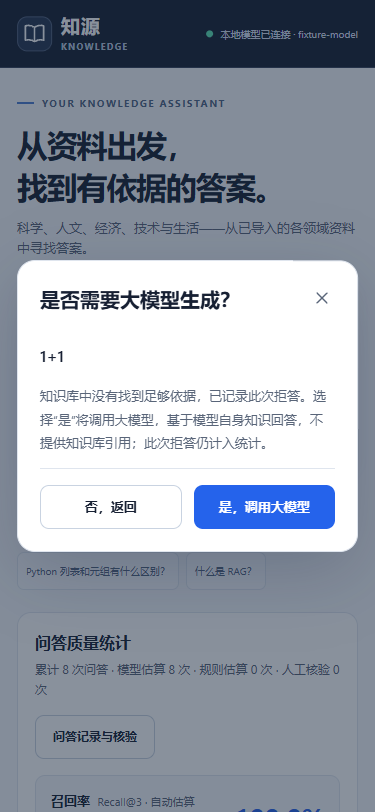 知源
KNOWLEDGE
本地模型已连接 · fixture-model
YOUR KNOWLEDGE ASSISTANT
从资料出发，
找到有依据的答案。
科学、人文、经济、技术与生活——从已导入的各领域资料
中寻找答案。
是否需要大模型生成？
1+1
知识库中没有找到足够依据，已记录此次拒答。选
择“是”将调用大模型，基于模型自身知识回答，不
提供知识库引用；此次拒答仍计入统计。
否，返回
是，调用大模型
Python 列表和元组有什么区别？
什么是 RAG？
问答质量统计
累计 8 次问答 · 模型估算 8 次 · 规则估算 0 次 · 人工核验 0
次
问答记录与核验
召回率 Recall@3 · 自动估算